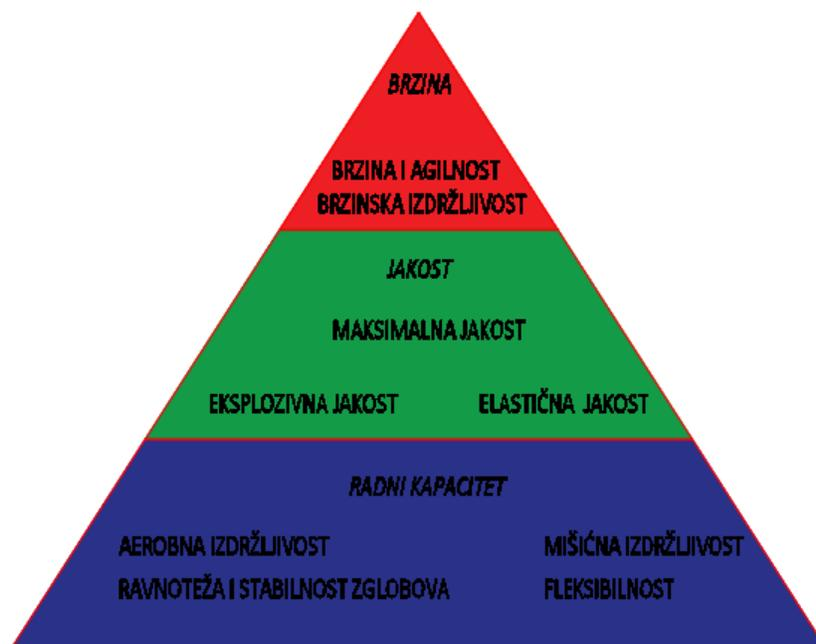 BRZINA
BRZINA I AGILNOST
BRZINSKA IZDRŽLJIVOST
JAKOST
MAKSIMALNA JAKOST
EKSPLOZIVNA JAKOST ELASTIČNA JAKOST
RADNI KAPACITET
AEROBNA IZDRŽLJIVOST MIŠIĆNA IZDRŽLJIVOST
RAVNOTEŽA I STABILNOST ZGLOBOVA FLEKSIBILNOST